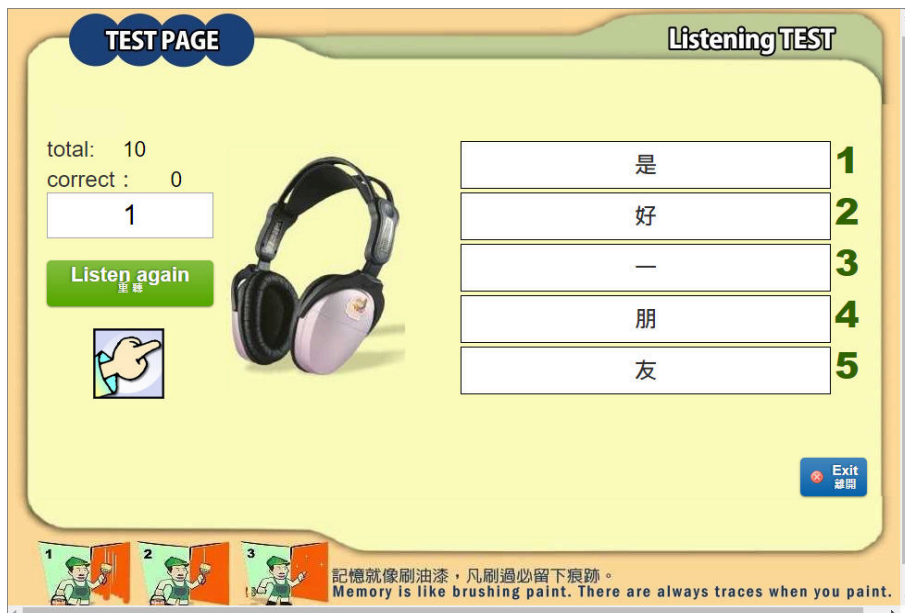 TEST PAGE
Listening TEST
total: 10
correct : 0
1
Listen again
重聽
是 1
好 2
一 3
朋 4
友 5
Exit
離開
1 2 3
記憶就像刷油漆，凡刷過必留下痕跡。
Memory is like brushing paint. There are always traces when you paint.